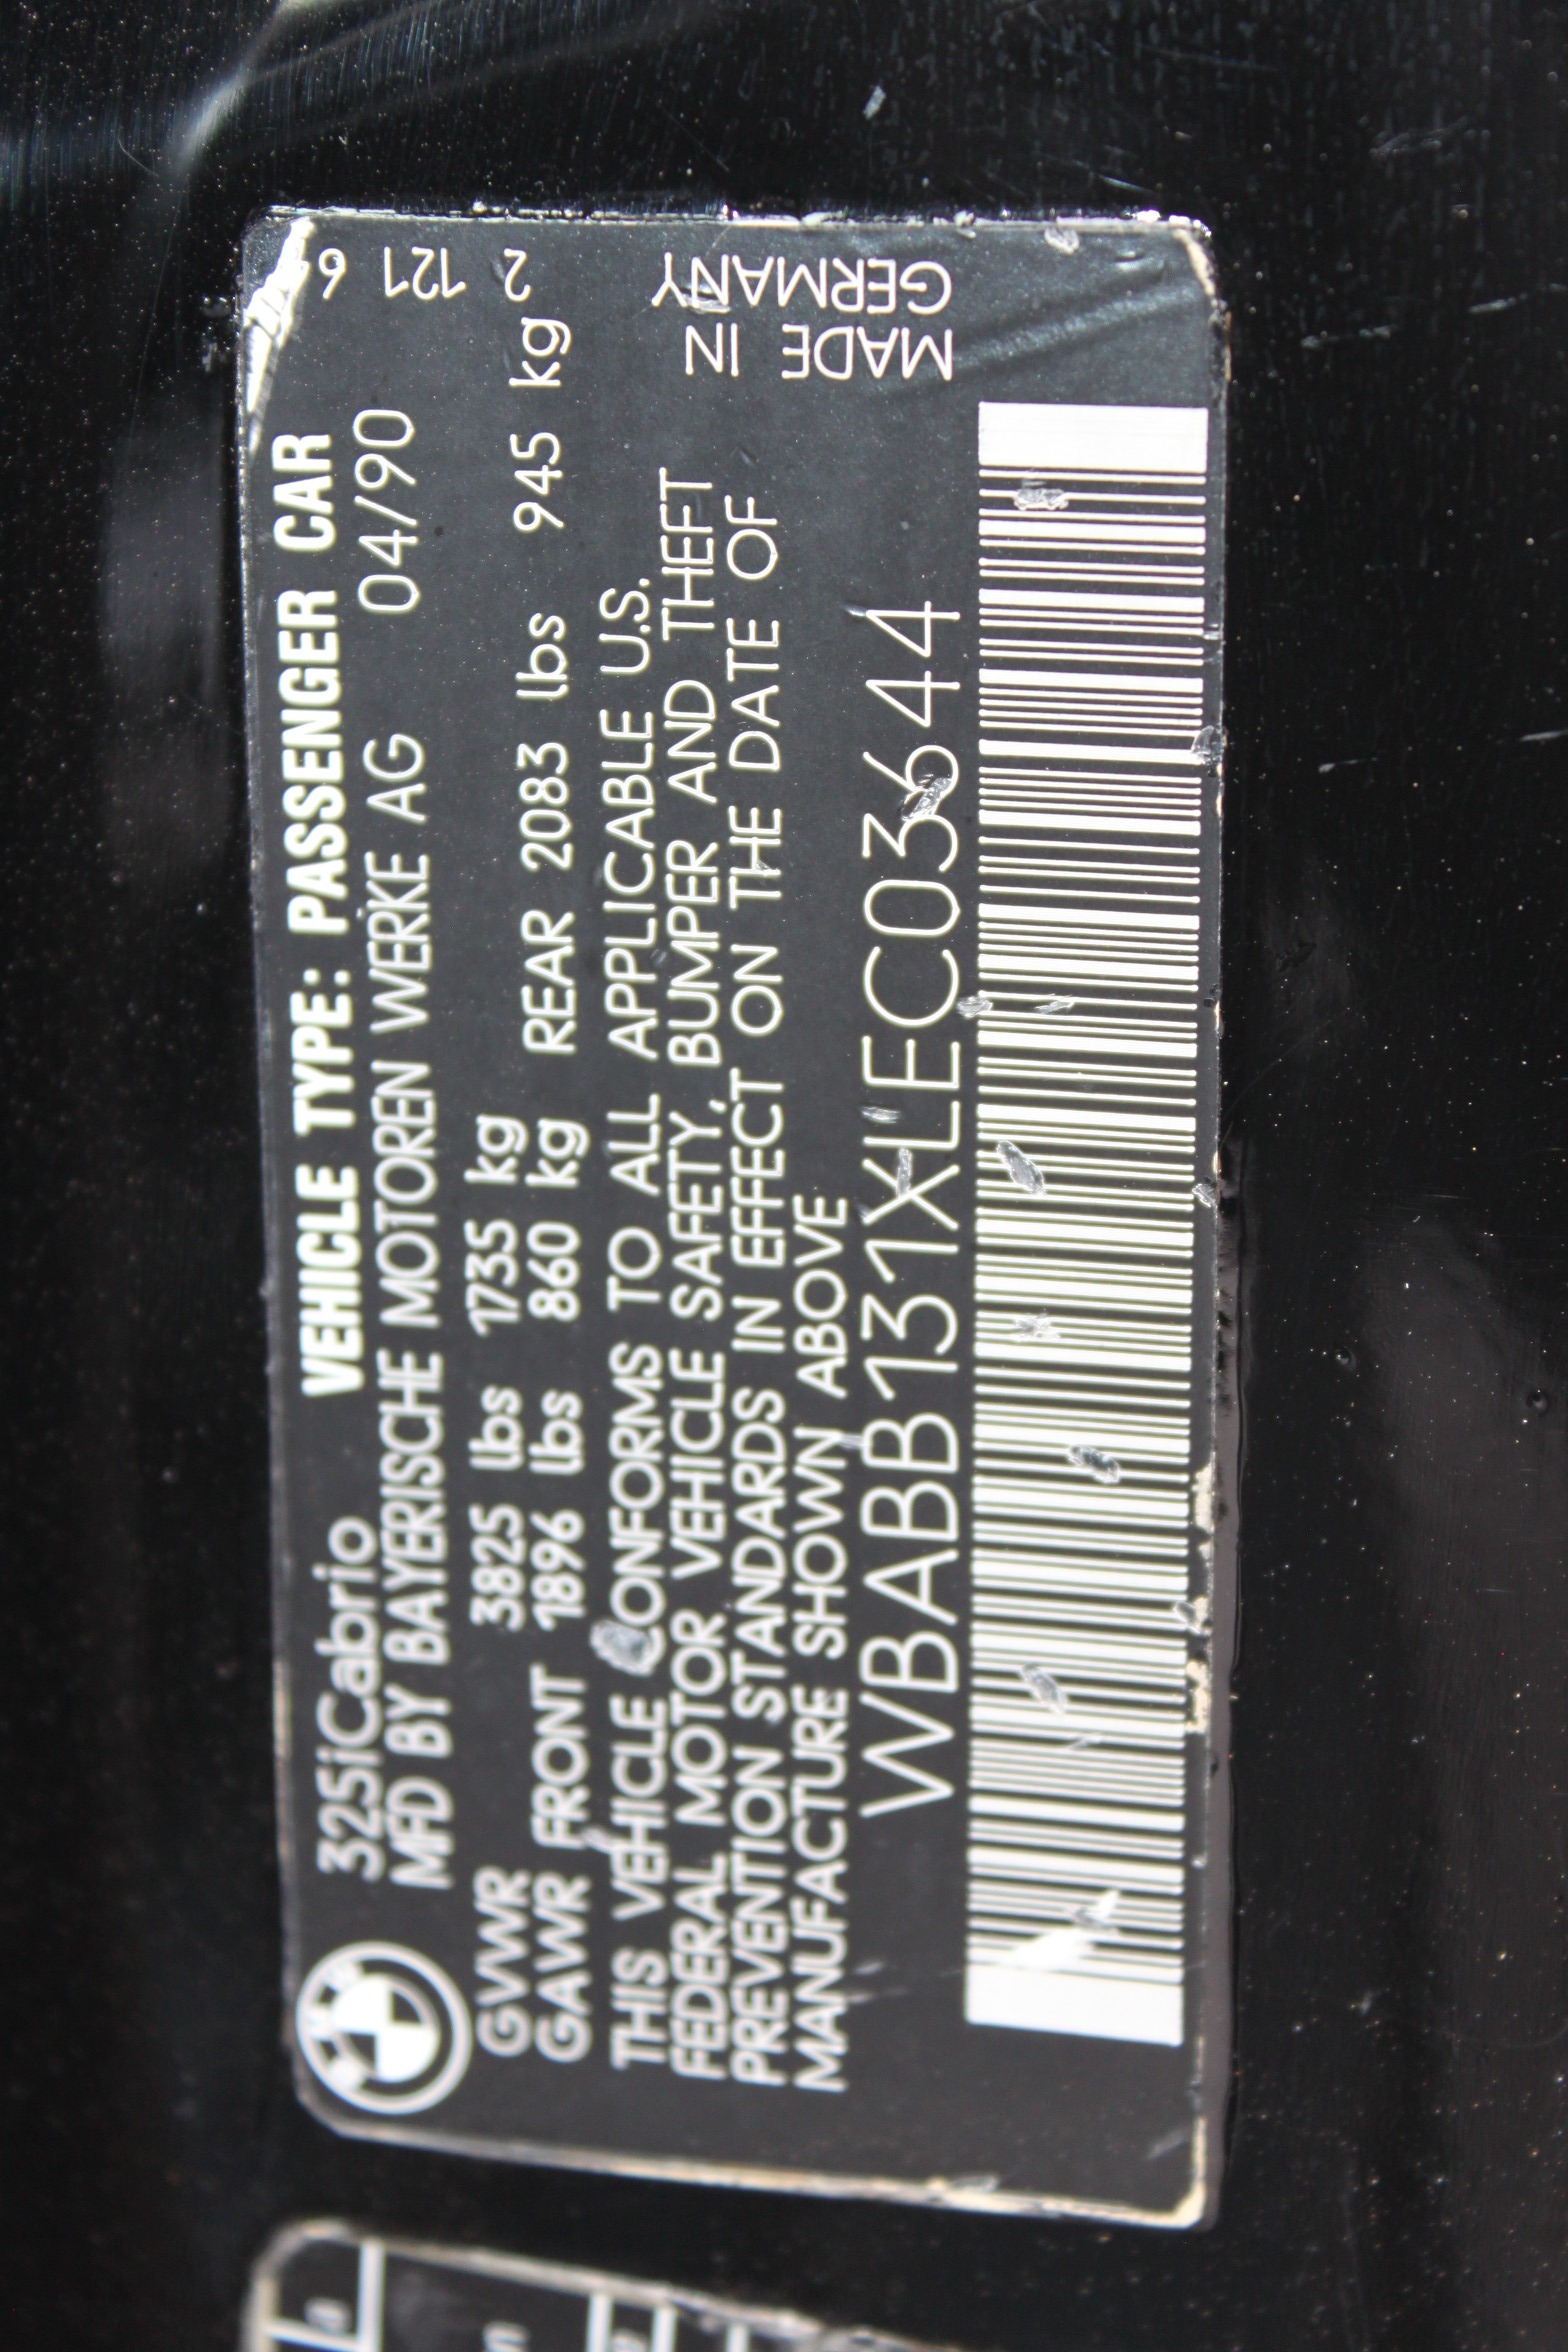 325iCabrio VEHICLE TYPE: PASSENGER CAR
MFD BY BAYERISCHE MOTOREN WERKE AG 04/90
GVWR 3825 lbs 1735 kg
GAWR FRONT 1896 lbs 860 kg REAR 2083 lbs 945 kg
THIS VEHICLE CONFORMS TO ALL APPLICABLE U.S.
FEDERAL MOTOR VEHICLE SAFETY, BUMPER AND THEFT
PREVENTION STANDARDS IN EFFECT ON THE DATE OF
MANUFACTURE SHOWN ABOVE
WBABB131XLEC03644
MADE IN
GERMANY
2 121 6